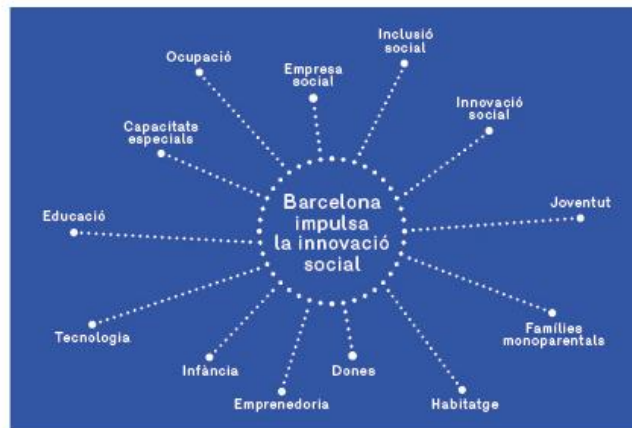 Inclusió
social
Ocupació
Empresa
social
Innovació
social
Capacitats
especials
Barcelona
impulsa
la innovació
social
Joventut
Educació
Tecnologia
Famílies
monoparentals
Infància
Dones
Emprenedoria
Habitatge